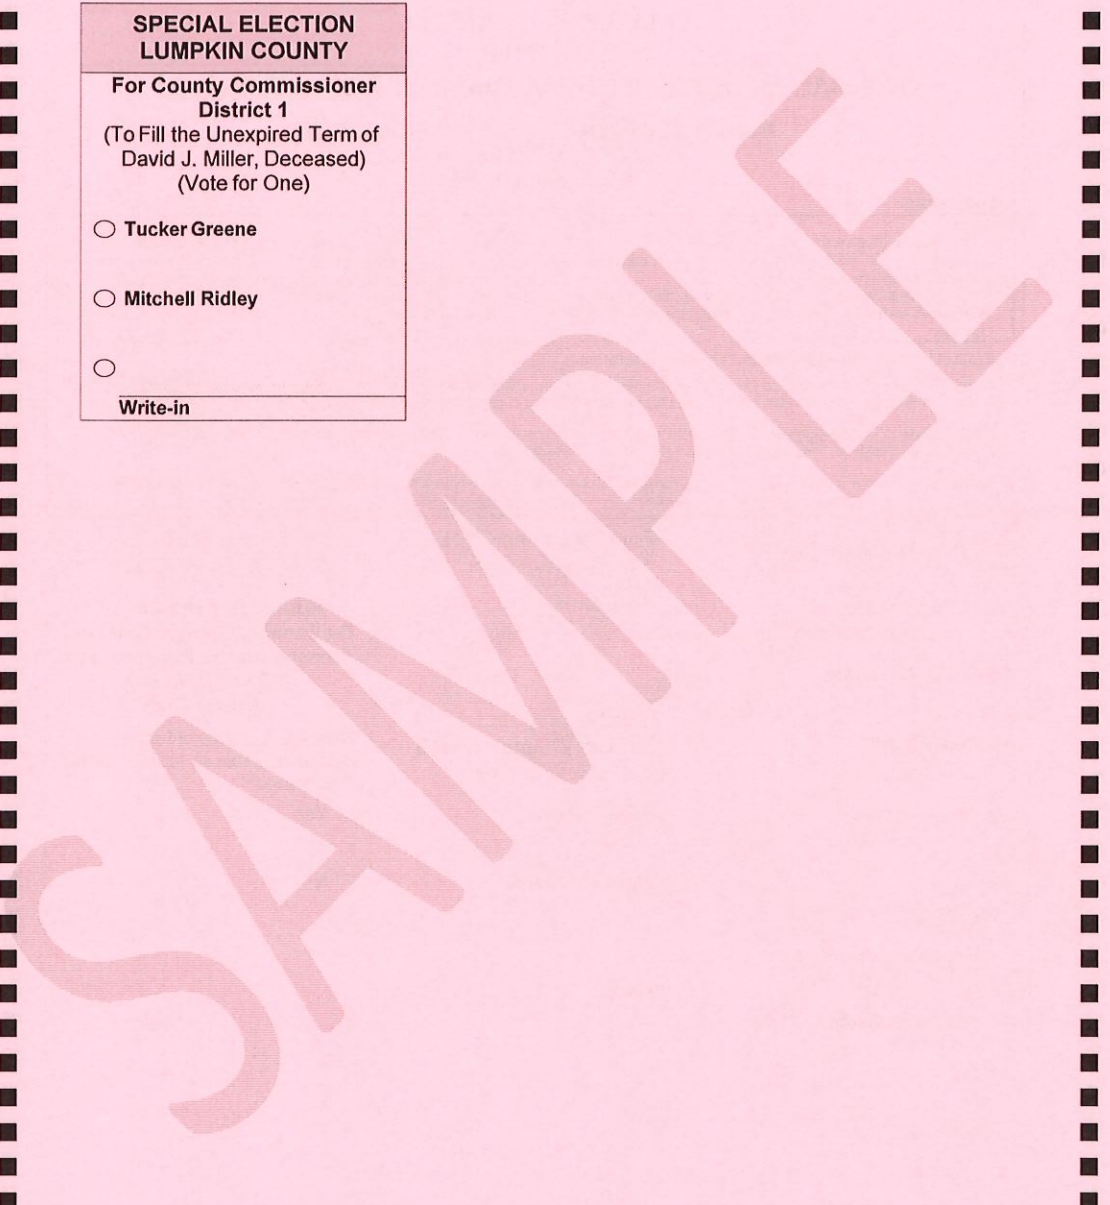 SPECIAL ELECTION
LUMPKIN COUNTY
For County Commissioner
District 1
(To Fill the Unexpired Term of
David J. Miller, Deceased)
(Vote for One)
Tucker Greene
Mitchell Ridley
Write-in
SAMPLE